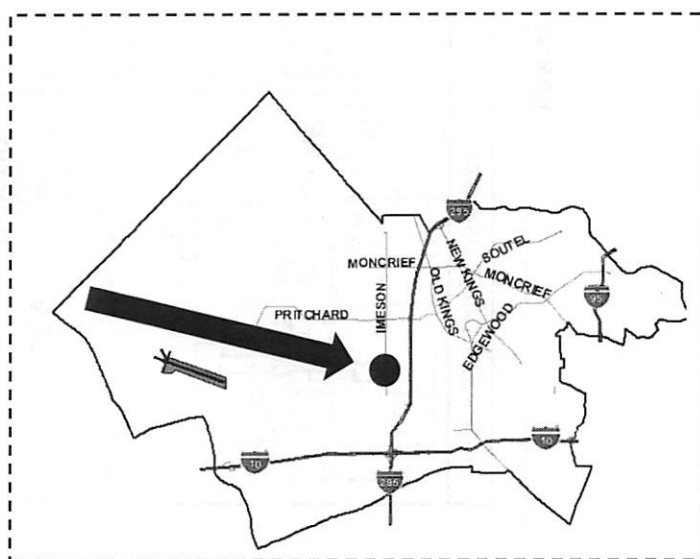 295
SOUTEL
MONCRIEF
NEW KINGS
MONCRIEF
OLD KINGS
IMESON
95
PRITCHARD
EDGEWOOD
10
10
295